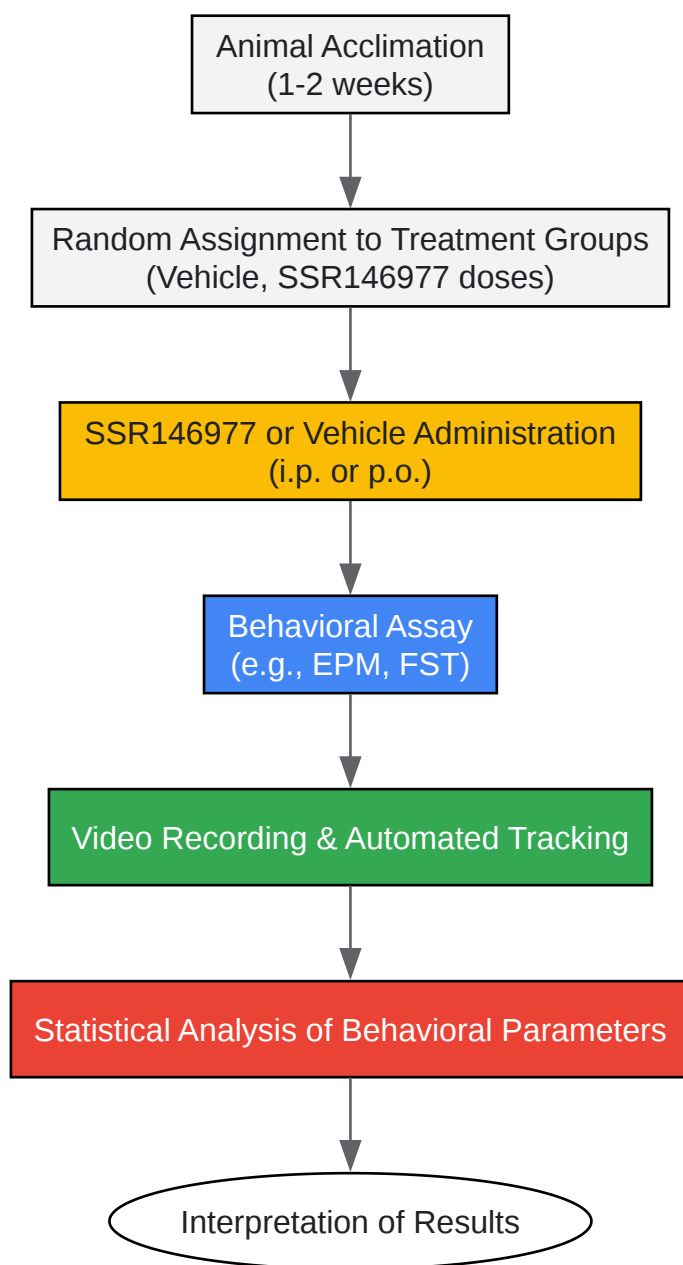 Animal Acclimation
(1-2 weeks)
Random Assignment to Treatment Groups
(Vehicle, SSR146977 doses)
SSR146977 or Vehicle Administration
(i.p. or p.o.)
Behavioral Assay
(e.g., EPM, FST)
Video Recording & Automated Tracking
Statistical Analysis of Behavioral Parameters
Interpretation of Results